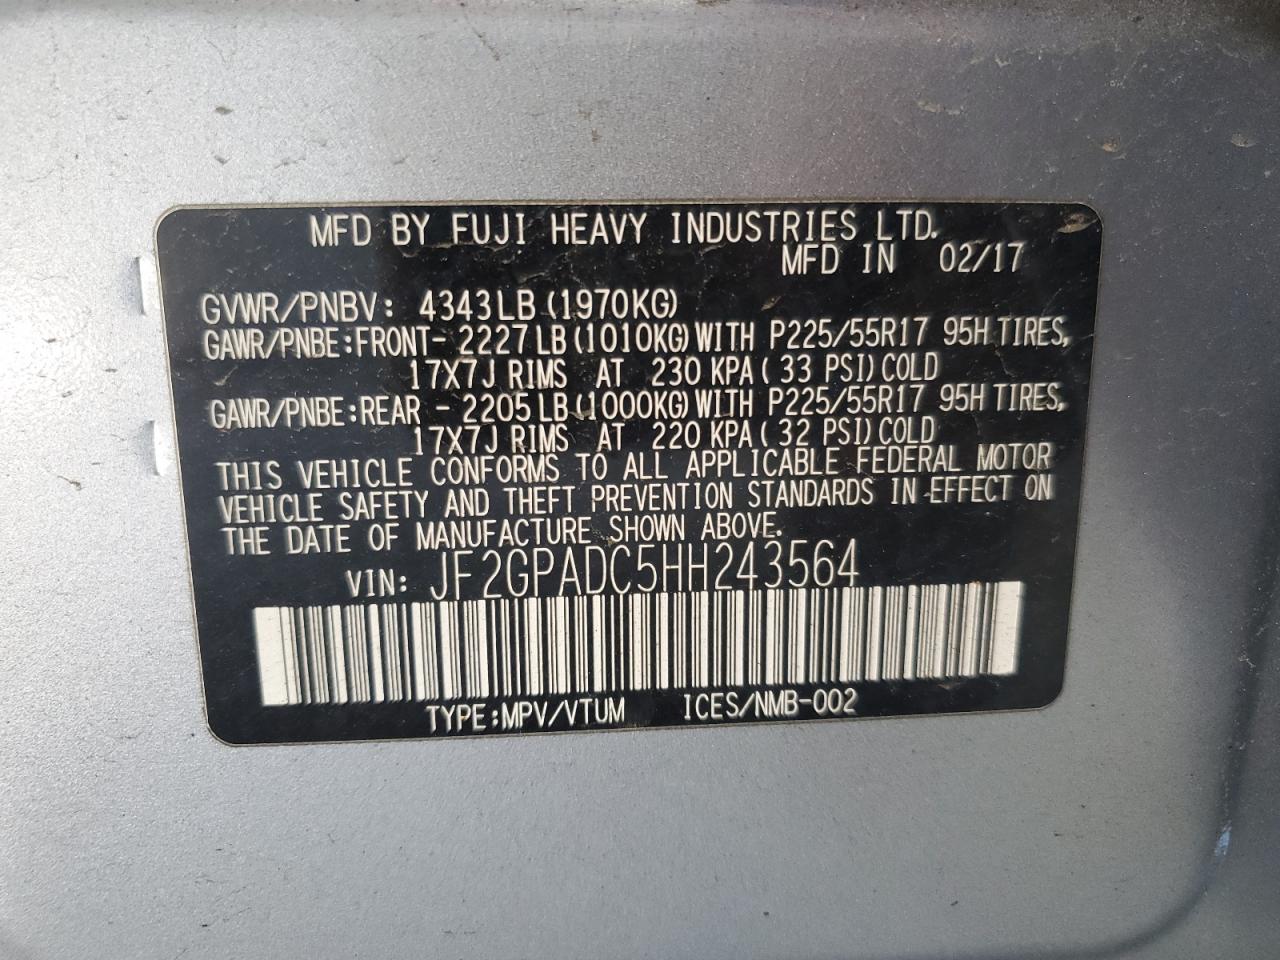 MFD BY FUJI HEAVY INDUSTRIES LTD.
MFD IN 02/17
GVWR/PNBV: 4343LB (1970KG)
GAWR/PNBE:FRONT- 2227LB(1010KG)WITH P225/55R17 95H TIRES,
17X7J RIMS AT 230 KPA( 33 PSI)COLD
GAWR/PNBE:REAR - 2205LB(1000KG)WITH P225/55R17 95H TIRES,
17X7J RIMS AT 220 KPA( 32 PSI)COLD
THIS VEHICLE CONFORMS TO ALL APPLICABLE FEDERAL MOTOR
VEHICLE SAFETY AND THEFT PREVENTION STANDARDS IN EFFECT ON
THE DATE OF MANUFACTURE SHOWN ABOVE.
VIN: JF2GPADC5HH243564
TYPE:MPV/VTUM ICES/NMB-002